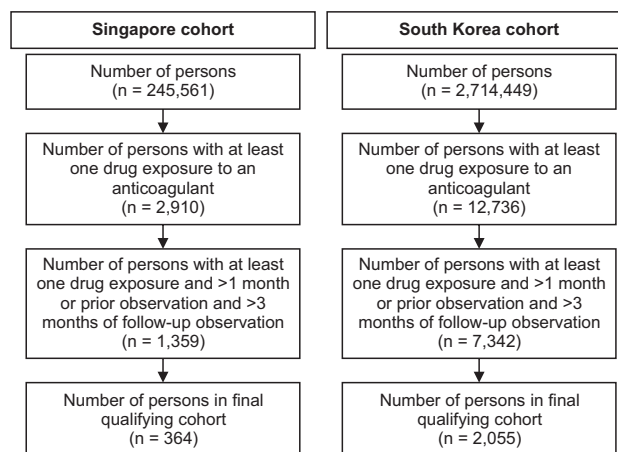 Singapore cohort
Number of persons
(n = 245,561)
Number of persons with at least
one drug exposure to an
anticoagulant
(n = 2,910)
Number of persons with at least
one drug exposure and >1 month
or prior observation and >3
months of follow-up observation
(n = 1,359)
Number of persons in final
qualifying cohort
(n = 364)
South Korea cohort
Number of persons
(n = 2,714,449)
Number of persons with at least
one drug exposure to an
anticoagulant
(n = 12,736)
Number of persons with at least
one drug exposure and >1 month
or prior observation and >3
months of follow-up observation
(n = 7,342)
Number of persons in final
qualifying cohort
(n = 2,055)